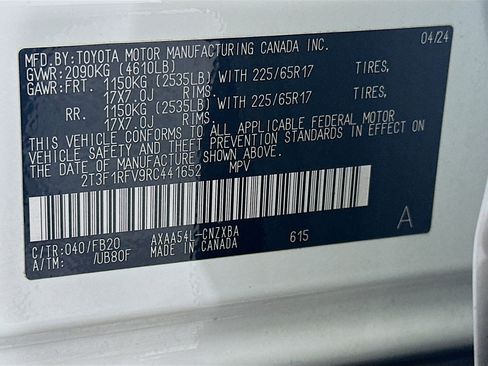 MFD.BY:TOYOTA MOTOR MANUFACTURING CANADA INC. 04/24
GVWR:2090KG (4610LB)
GAWR:FRT. 1150KG (2535LB) WITH 225/65R17 TIRES,
17X7.0J RIMS.
RR. 1150KG (2535LB) WITH 225/65R17 TIRES,
17X7.0J RIMS.
THIS VEHICLE CONFORMS TO ALL APPLICABLE FEDERAL MOTOR
VEHICLE SAFETY AND THEFT PREVENTION STANDARDS IN EFFECT ON
THE DATE OF MANUFACTURE SHOWN ABOVE.
2T3F1RFV9RC441652 MPV
C/TR:040/FB20 AXAA54L-CNZXBA 615 A
A/TM: /UB80F MADE IN CANADA